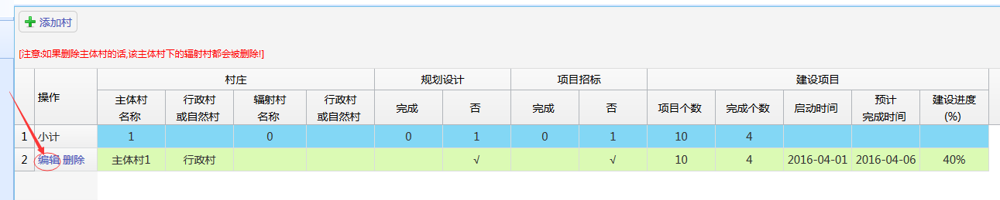 添加村
[注意:如果删除主体村的话,该主体村下的辐射村都会被删除!]
操作 村庄 规划设计 项目招标 建设项目
主体村名称 行政村或自然村 辐射村名称 行政村或自然村 完成 否 完成 否 项目个数 完成个数 启动时间 预计完成时间 建设进度(%)
1 小计 1 0 0 1 0 1 10 4
2 编辑 删除 主体村1 行政村 √ √ 10 4 2016-04-01 2016-04-06 40%